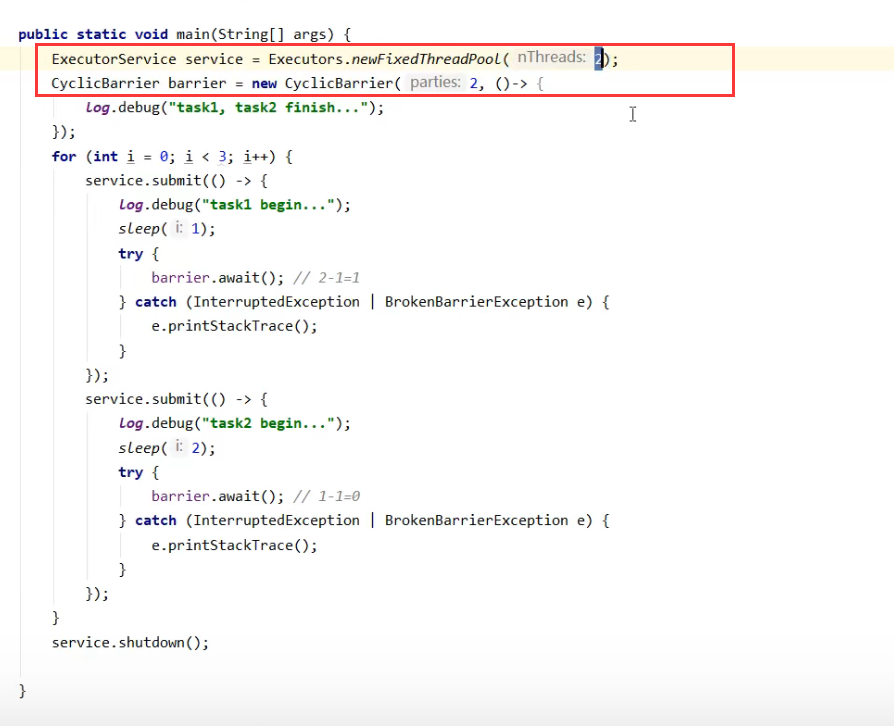 public static void main(String[] args) {
ExecutorService service = Executors.newFixedThreadPool( nThreads: 2);
CyclicBarrier barrier = new CyclicBarrier( parties: 2, ()-> {
log.debug("task1, task2 finish...");
});
for (int i = 0; i < 3; i++) {
service.submit(() -> {
log.debug("task1 begin...");
sleep( i: 1);
try {
barrier.await(); // 2-1=1
} catch (InterruptedException | BrokenBarrierException e) {
e.printStackTrace();
}
});
service.submit(() -> {
log.debug("task2 begin...");
sleep( i: 2);
try {
barrier.await(); // 1-1=0
} catch (InterruptedException | BrokenBarrierException e) {
e.printStackTrace();
}
});
}
service.shutdown();
}